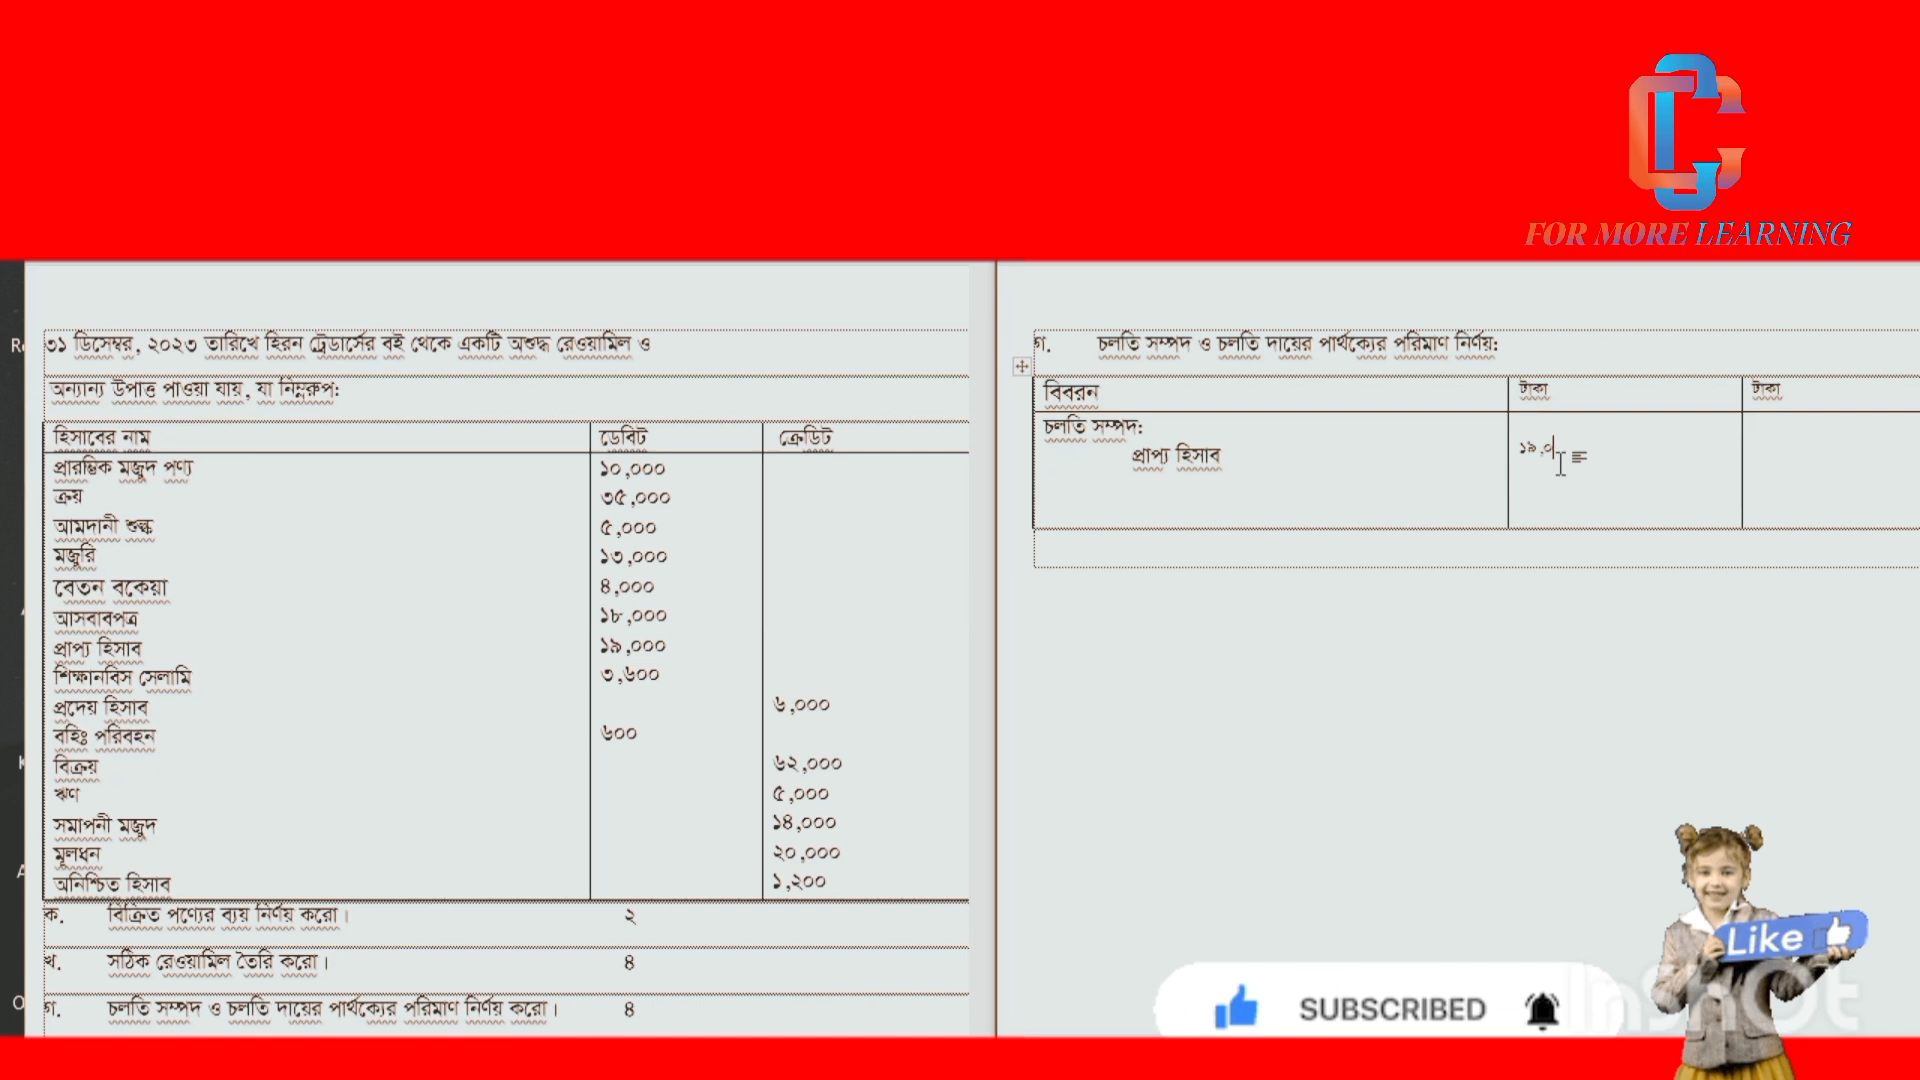 FOR MORE LEARNING
৩১ ডিসেম্বর, ২০২৩ তারিখে হিরন ট্রেডার্সের বই থেকে একটি অশুদ্ধ রেওয়ামিল ও
অন্যান্য উপাত্ত পাওয়া যায়, যা নিম্নরুপ:
হিসাবের নাম ডেবিট ক্রেডিট
প্রারম্ভিক মজুদ পণ্য ১০,০০০
ক্রয় ৩৫,০০০
আমদানী শুল্ক ৫,০০০
মজুরি ১৩,০০০
বেতন বকেয়া ৪,০০০
আসবাবপত্র ১৮,০০০
প্রাপ্য হিসাব ১৯,০০০
শিক্ষানবিস সেলামি ৩,৬০০
প্রদেয় হিসাব ৬,০০০
বহিঃ পরিবহন ৬০০
বিক্রয় ৬২,০০০
ঋণ ৫,০০০
সমাপনী মজুদ ১৪,০০০
মূলধন ২০,০০০
অনিশ্চিত হিসাব ১,২০০
ক. বিক্রিত পণ্যের ব্যয় নির্ণয় করো। ২
খ. সঠিক রেওয়ামিল তৈরি করো। ৪
গ. চলতি সম্পদ ও চলতি দায়ের পার্থক্যের পরিমাণ নির্ণয় করো। ৪
গ. চলতি সম্পদ ও চলতি দায়ের পার্থক্যের পরিমাণ নির্ণয়:
বিবরন টাকা টাকা
চলতি সম্পদ:
প্রাপ্য হিসাব ১৯,০
Like
SUBSCRIBED
InShOt